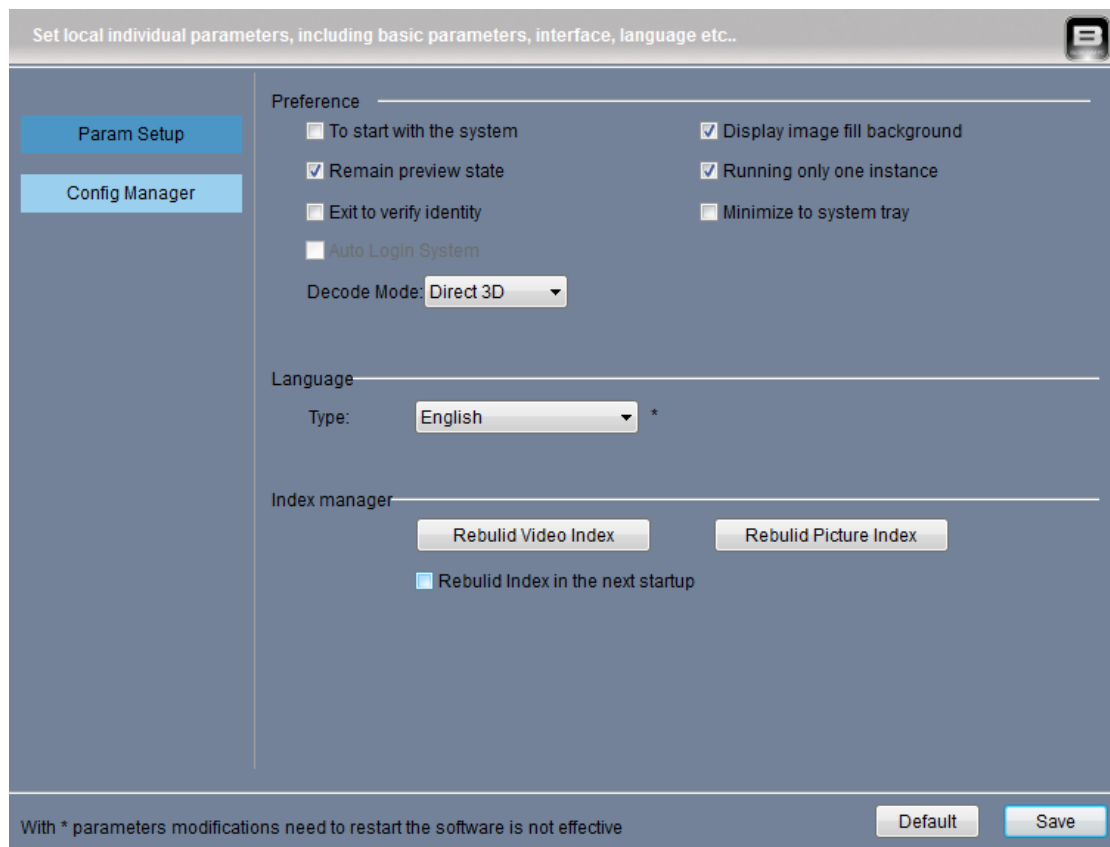 Set local individual parameters, including basic parameters, interface, language etc..
B
Param Setup
Config Manager
Preference
To start with the system
Display image fill background
Remain preview state
Running only one instance
Exit to verify identity
Minimize to system tray
Auto Login System
Decode Mode: Direct 3D
Language
Type: English *
Index manager
Rebulid Video Index
Rebulid Picture Index
Rebulid Index in the next startup
With * parameters modifications need to restart the software is not effective
Default
Save